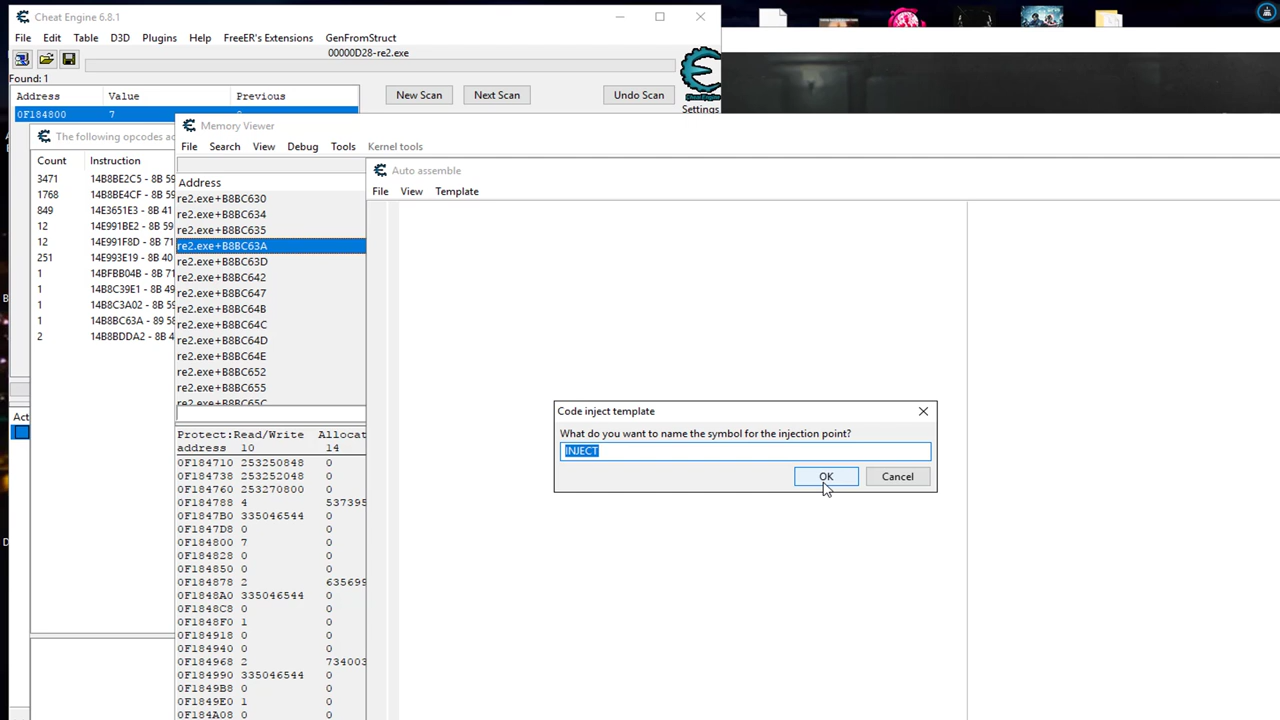 Cheat Engine 6.8.1
File Edit Table D3D Plugins Help FreeER's Extensions GenFromStruct
00000D28-re2.exe
Found: 1
Address Value Previous
0F184800 7
New Scan Next Scan Undo Scan
Settings
The following opcodes ac
Count Instruction
3471 14B8BE2C5 - 8B 59
1768 14B8BE4CF - 8B 59
849 14E3651E3 - 8B 41
12 14E991BE2 - 8B 59
12 14E991F8D - 8B 71
251 14E993E19 - 8B 40
1 14BFBB04B - 8B 71
1 14B8C39E1 - 8B 49
1 14B8C3A02 - 8B 59
1 14B8BC63A - 89 58
2 14B8BDDA2 - 8B 4
Act
Memory Viewer
File Search View Debug Tools Kernel tools
Address
re2.exe+B8BC630
re2.exe+B8BC634
re2.exe+B8BC635
re2.exe+B8BC63A
re2.exe+B8BC63D
re2.exe+B8BC642
re2.exe+B8BC647
re2.exe+B8BC64B
re2.exe+B8BC64C
re2.exe+B8BC64D
re2.exe+B8BC64E
re2.exe+B8BC652
re2.exe+B8BC655
re2.exe+B8BC65C
Protect:Read/Write Allocat
address 10 14
0F184710 253250848 0
0F184738 253252048 0
0F184760 253270800 0
0F184788 4 537395
0F1847B0 335046544 0
0F1847D8 0 0
0F184800 7 0
0F184828 0 0
0F184850 0 0
0F184878 2 635699
0F1848A0 335046544 0
0F1848C8 0 0
0F1848F0 1 0
0F184918 0 0
0F184940 0 0
0F184968 2 734003
0F184990 335046544 0
0F1849B8 0 0
0F1849E0 1 0
0F184A08 0 0
Auto assemble
File View Template
Code inject template
What do you want to name the symbol for the injection point?
INJECT
OK Cancel